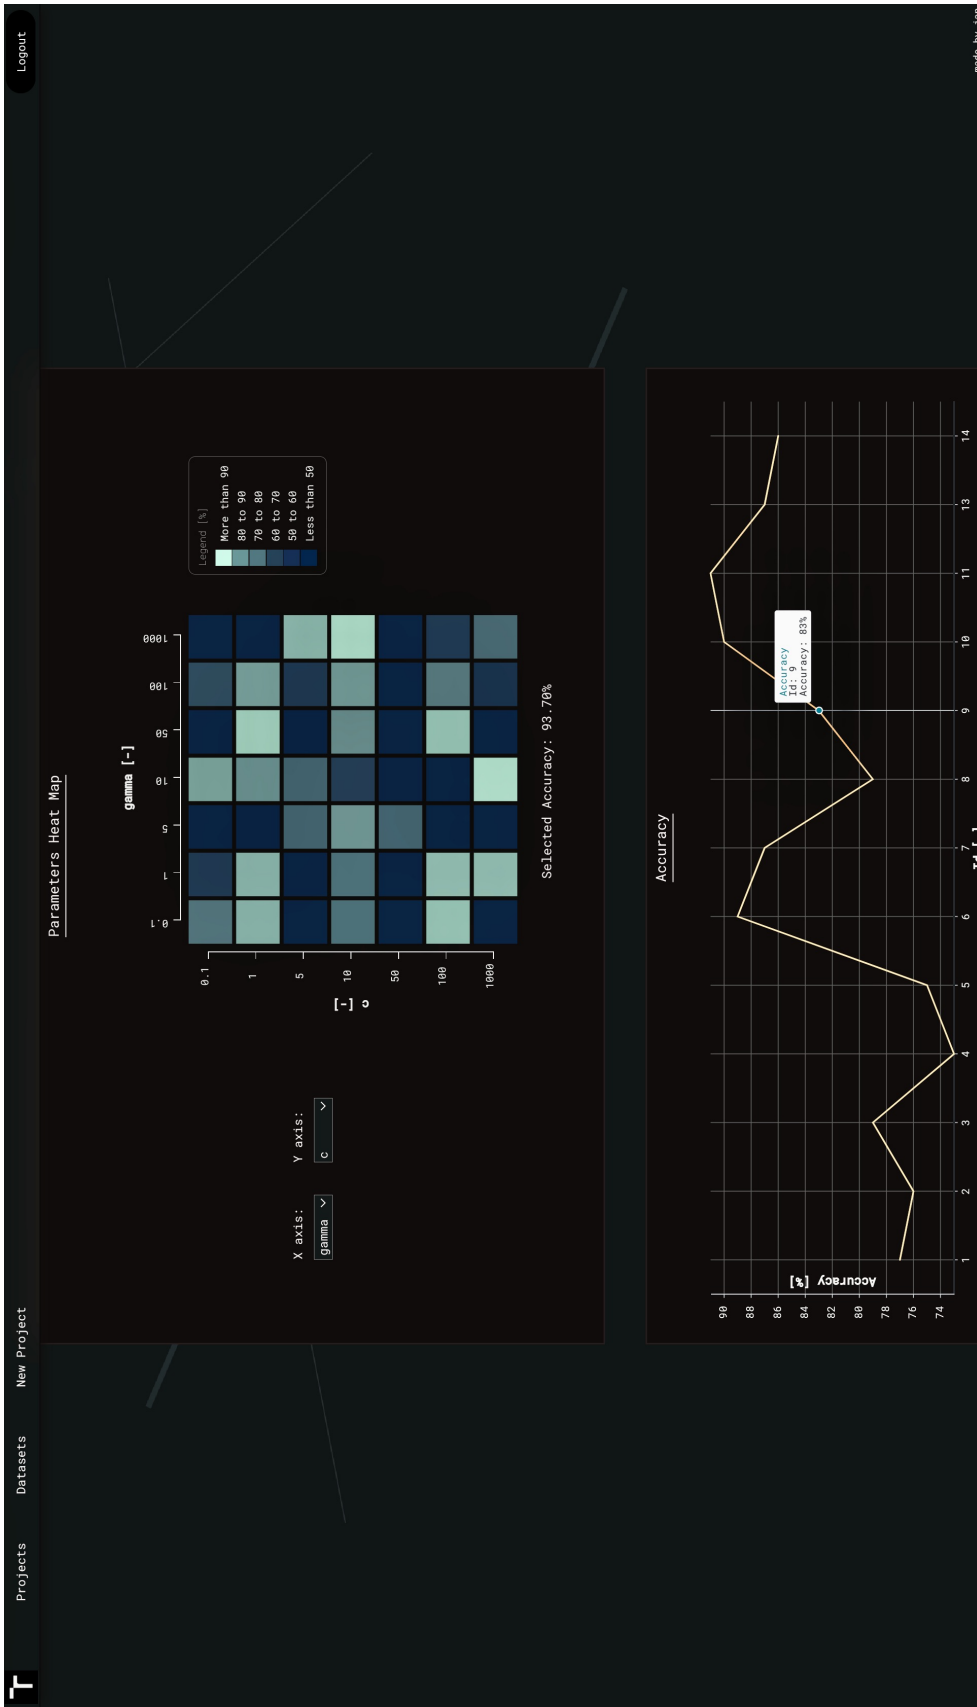 Projects
Datasets
New Project
Logout
Parameters Heat Map
gamma [-]
0.1
1
5
10
50
100
1000
0.1
1
5
10
50
100
1000
c [-]
Legend [%]
More than 90
80 to 90
70 to 80
60 to 70
50 to 60
Less than 50
X axis:
gamma
Y axis:
c
Selected Accuracy: 93.70%
Accuracy
Accuracy [%]
90
88
86
84
82
80
78
76
74
Accuracy
Id: 9
Accuracy: 83%
1
2
3
4
5
6
7
8
9
10
11
13
14